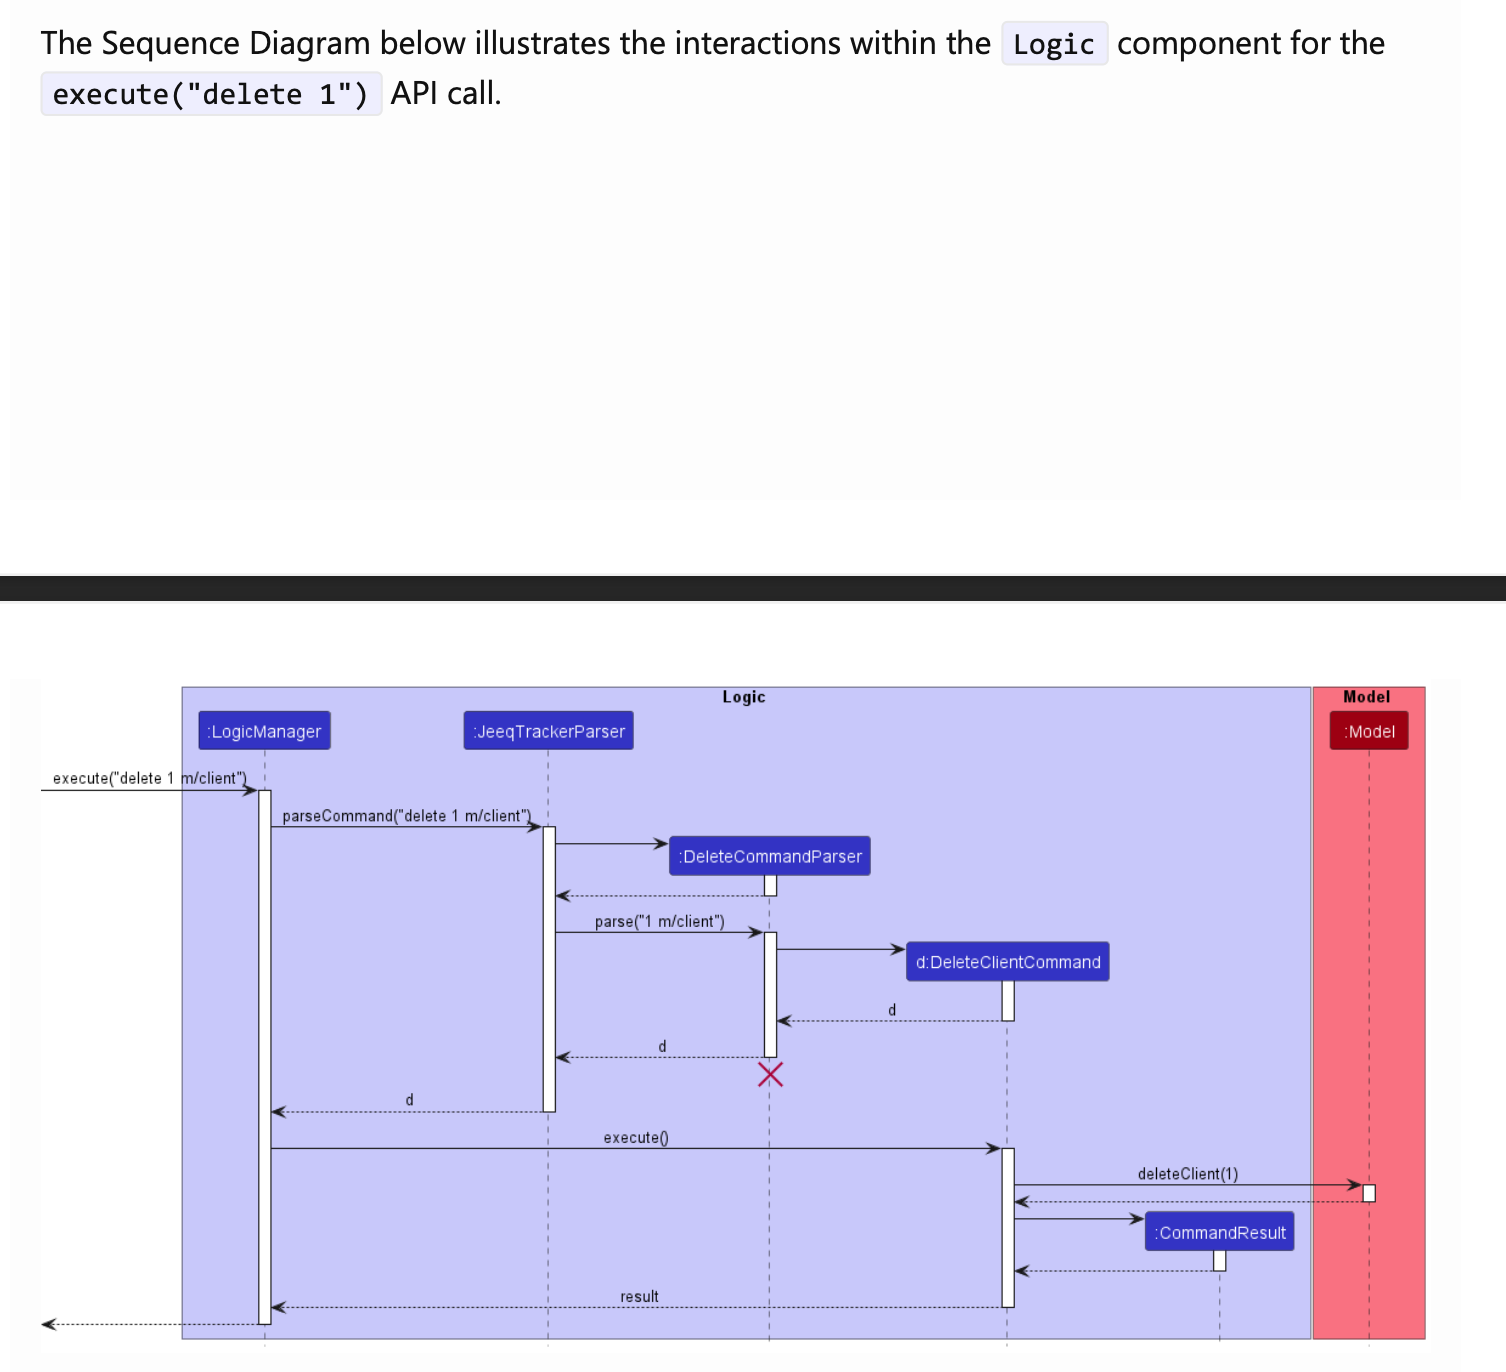 The Sequence Diagram below illustrates the interactions within the Logic component for the
execute("delete 1") API call.
Logic
Model
:LogicManager
:JeeqTrackerParser
:Model
execute("delete 1 m/client")
parseCommand("delete 1 m/client")
:DeleteCommandParser
parse("1 m/client")
d:DeleteClientCommand
d
d
d
execute()
deleteClient(1)
:CommandResult
result